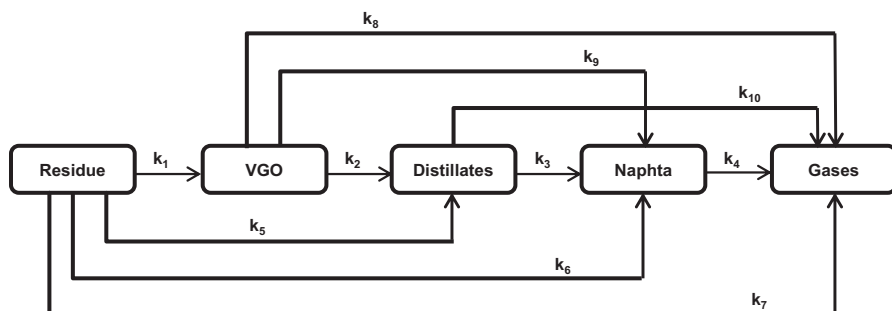 k8
k9
k10
Residue k1 VGO k2 Distillates k3 Naphta k4 Gases
k5
k6
k7